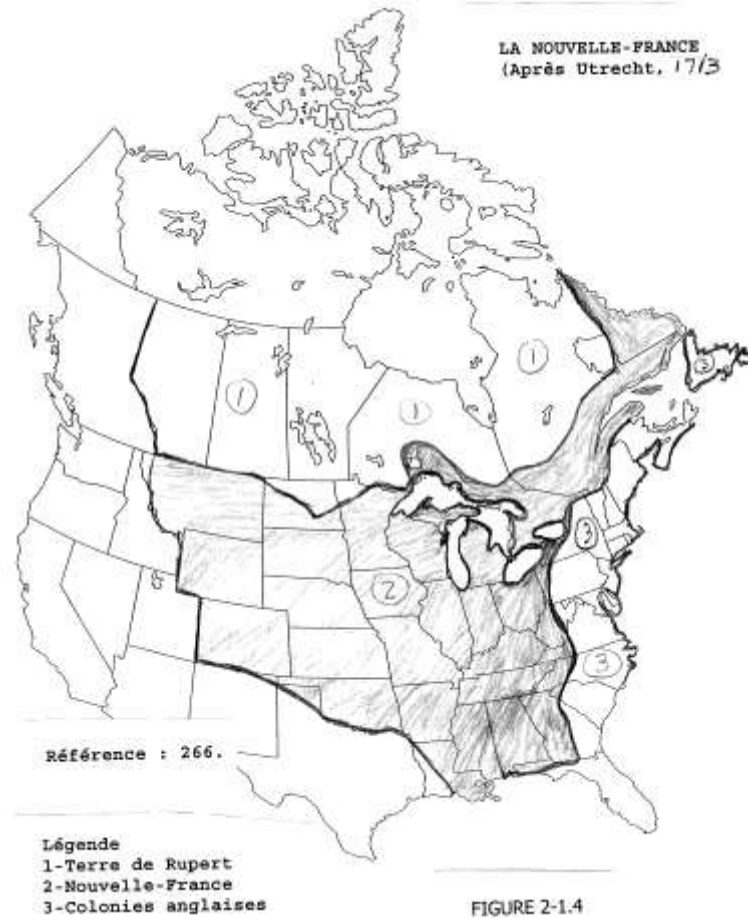 LA NOUVELLE-FRANCE
(Après Utrecht, 1713
1
1
1
3
3
2
3
Référence : 266.
Légende
1-Terre de Rupert
2-Nouvelle-France
3-Colonies anglaises
FIGURE 2-1.4